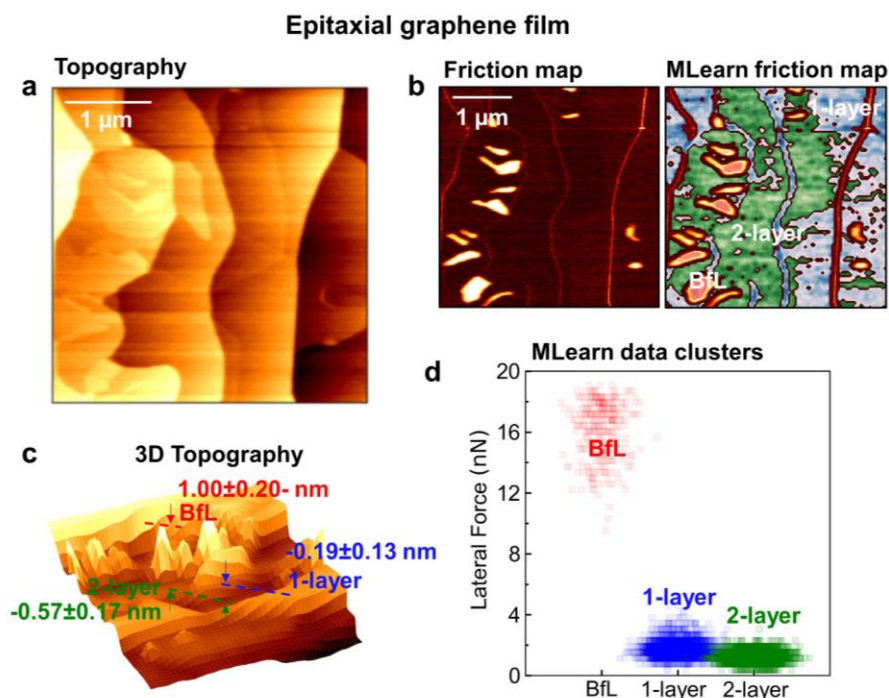 Epitaxial graphene film
a
Topography
1 μm
b
Friction map
1 μm
MLearn friction map
1-layer
2-layer
BfL
c
3D Topography
1.00±0.20- nm
BfL
-0.19±0.13 nm
1-layer
2-layer
-0.57±0.17 nm
d
MLearn data clusters
Lateral Force (nN)
20
16
12
8
4
0
BfL
1-layer
2-layer
BfL
1-layer
2-layer